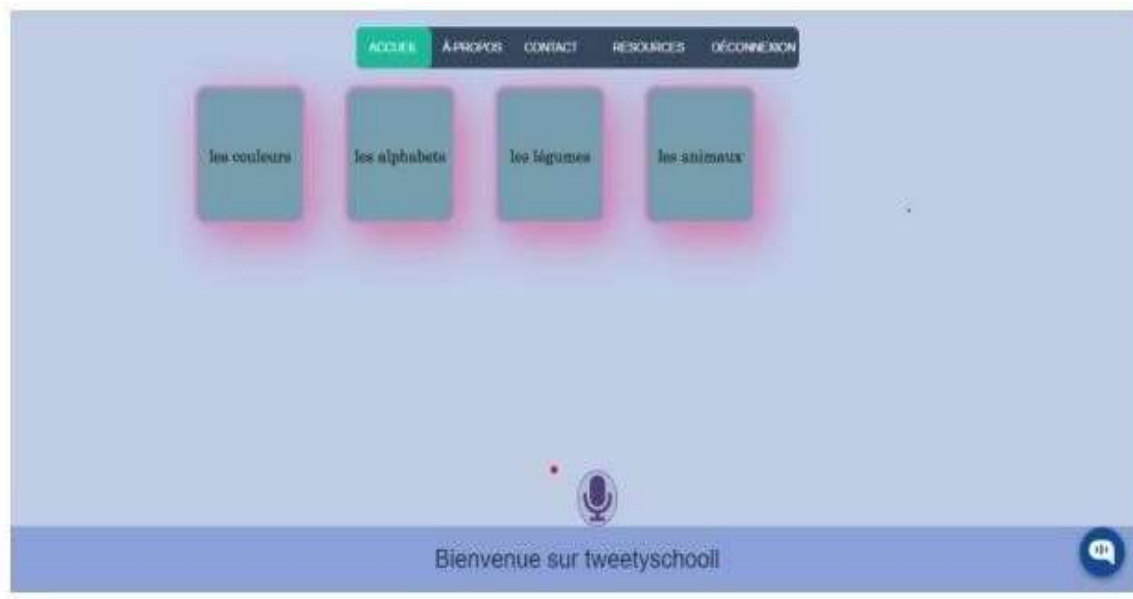 ACCUEIL À-PROPOS CONTACT RESOURCES DÉCONNEXION
les couleurs les alphabets les légumes les animaux
Bienvenue sur tweetyschooll